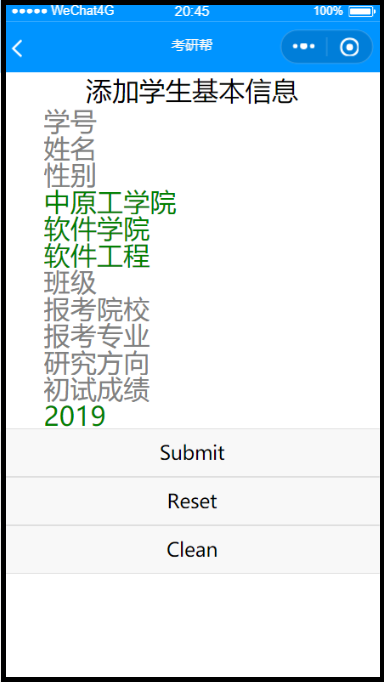 WeChat4G 20:45 100%
考研帮
添加学生基本信息
学号
姓名
性别
中原工学院
软件学院
软件工程
班级
报考院校
报考专业
研究方向
初试成绩
2019
Submit
Reset
Clean